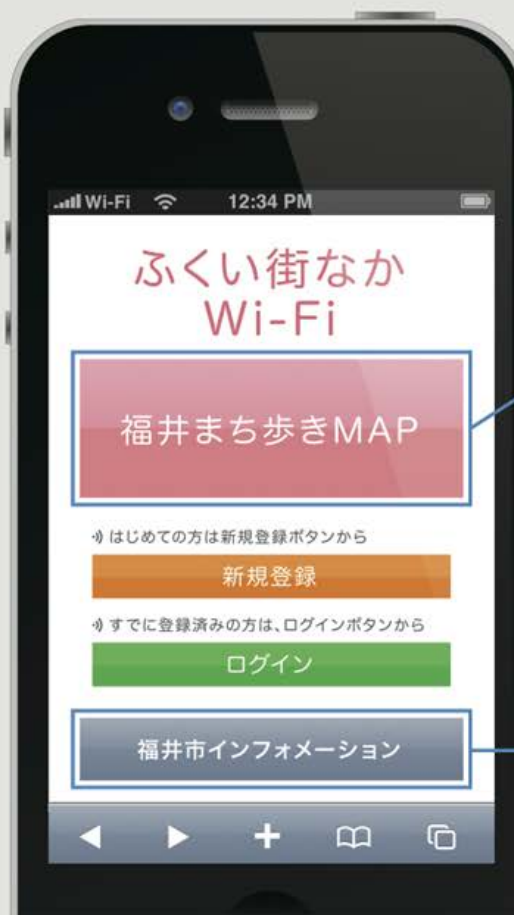 Wi-Fi 12:34 PM
ふくい街なか
Wi-Fi
福井まち歩きMAP
はじめての方は新規登録ボタンから
新規登録
すでに登録済みの方は、ログインボタンから
ログイン
福井市インフォメーション